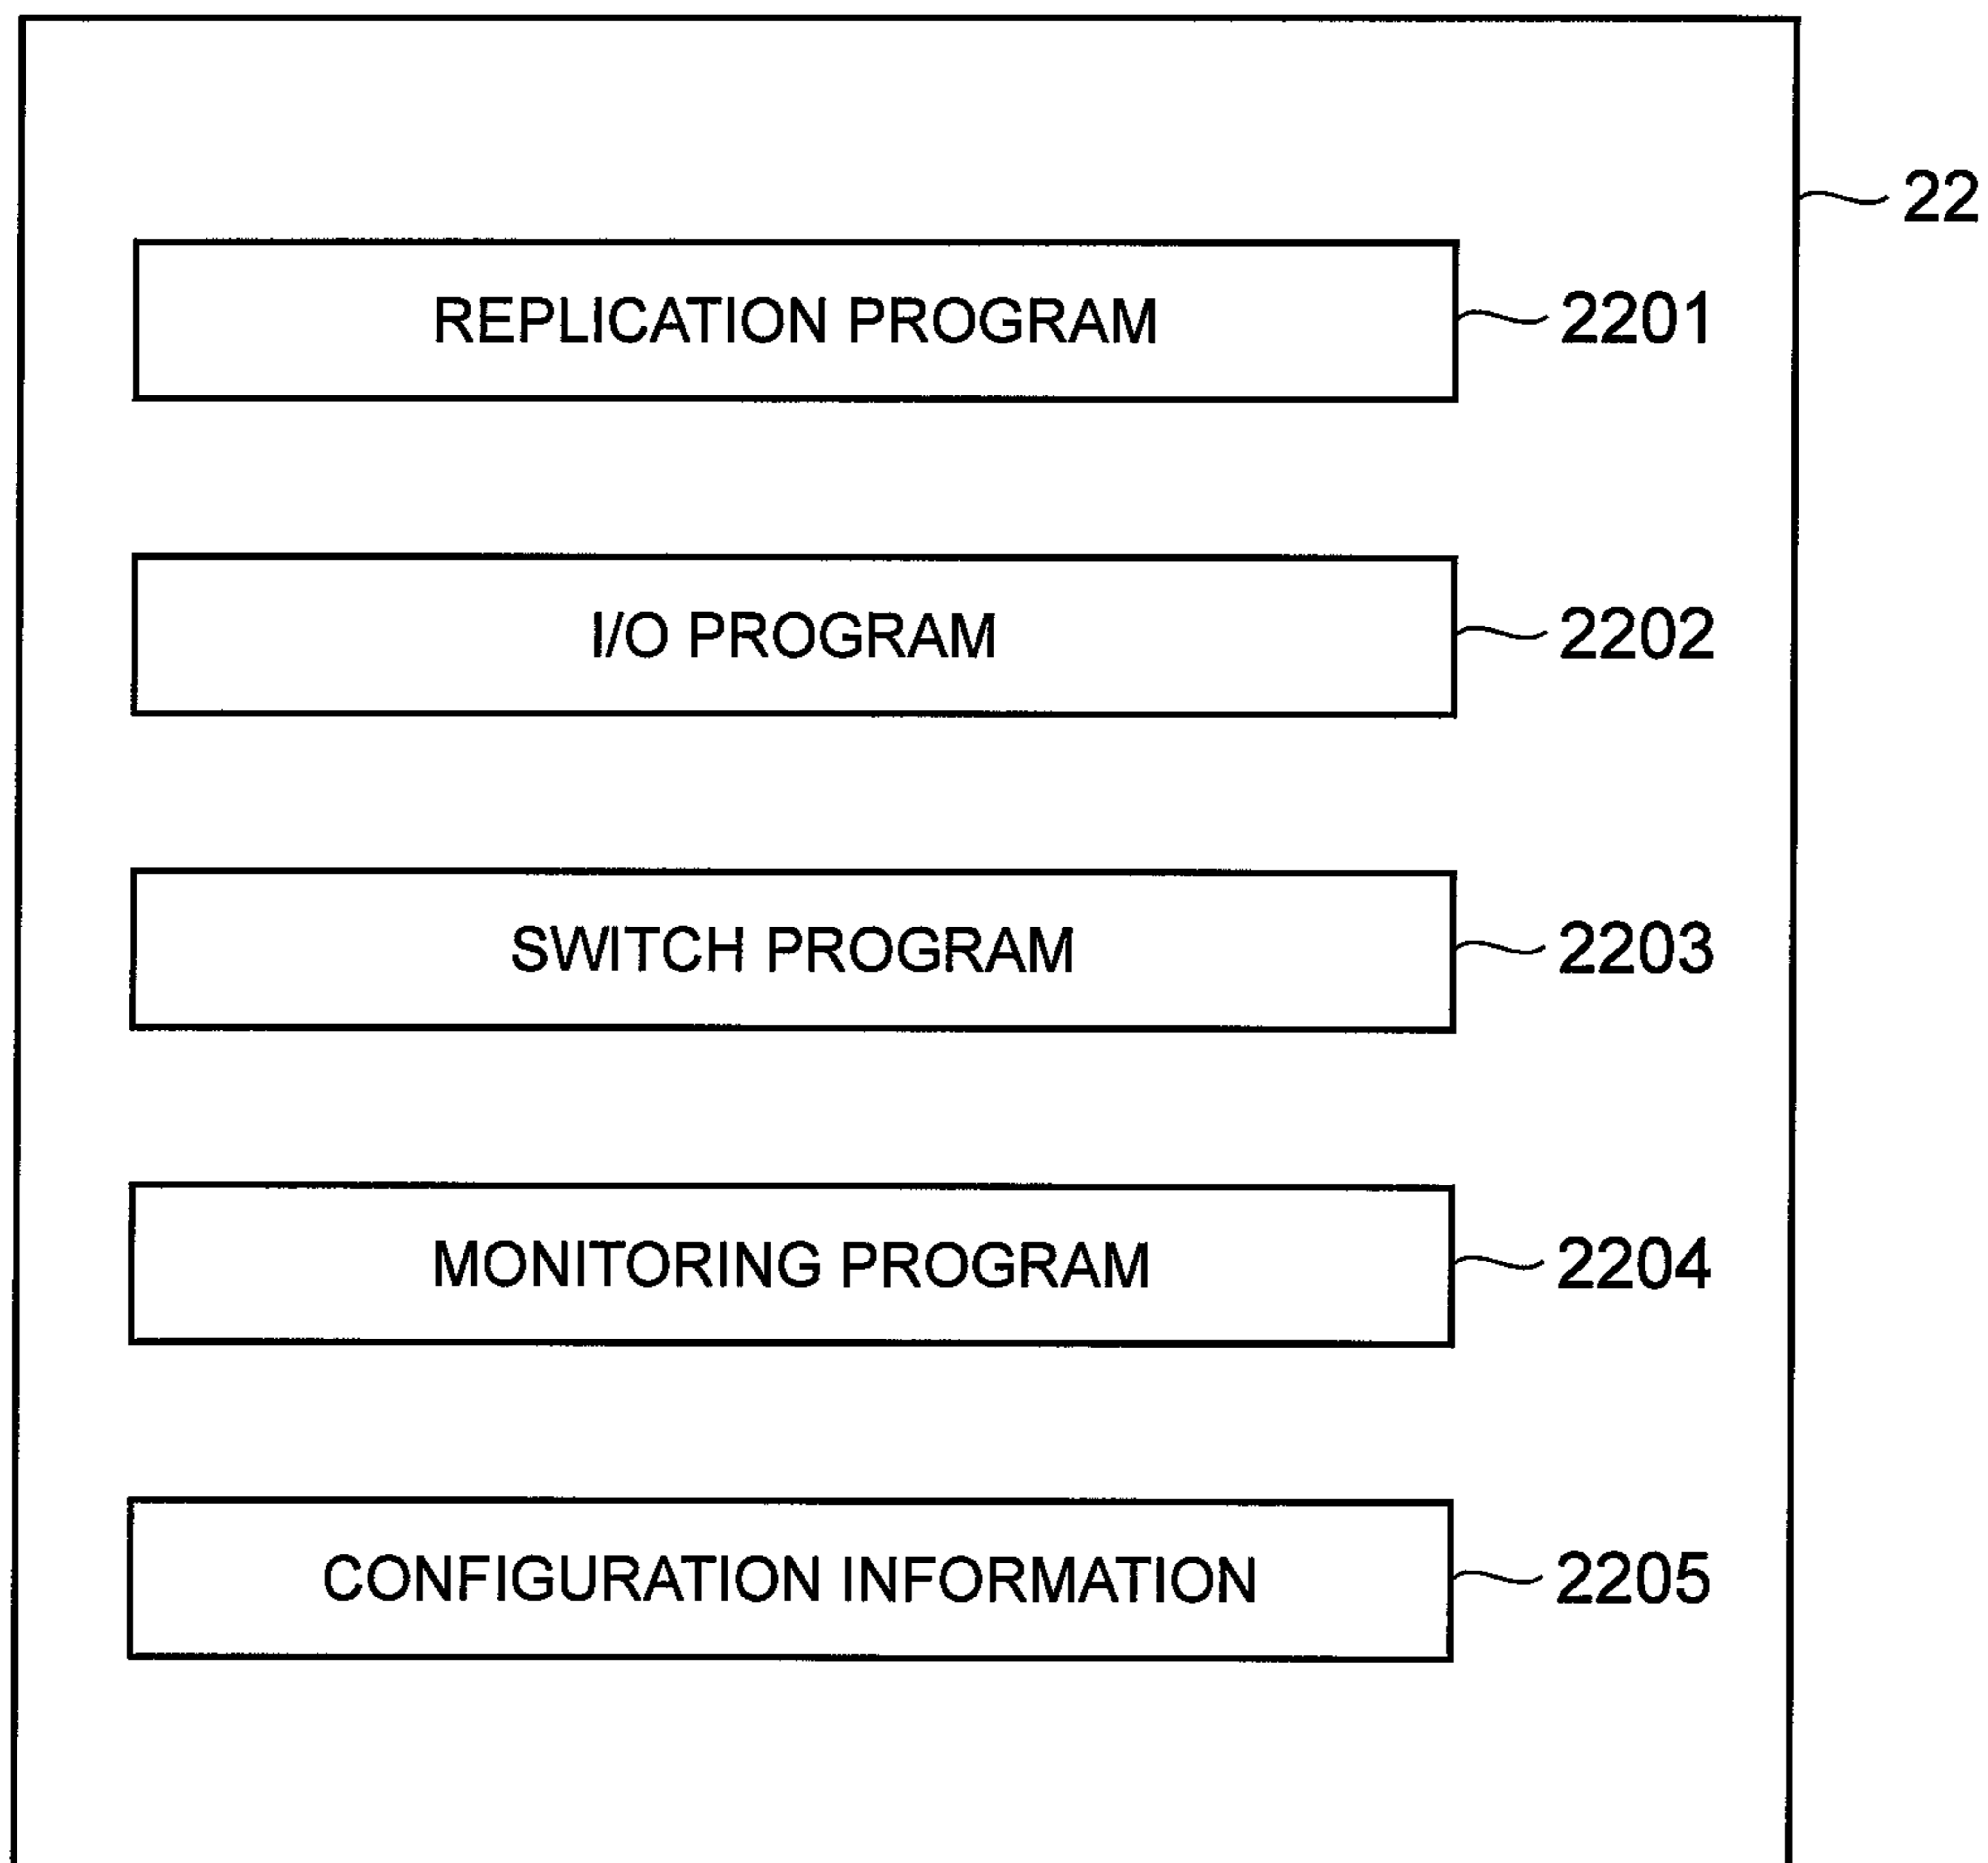 22
REPLICATION PROGRAM 2201
I/O PROGRAM 2202
SWITCH PROGRAM 2203
MONITORING PROGRAM 2204
CONFIGURATION INFORMATION 2205